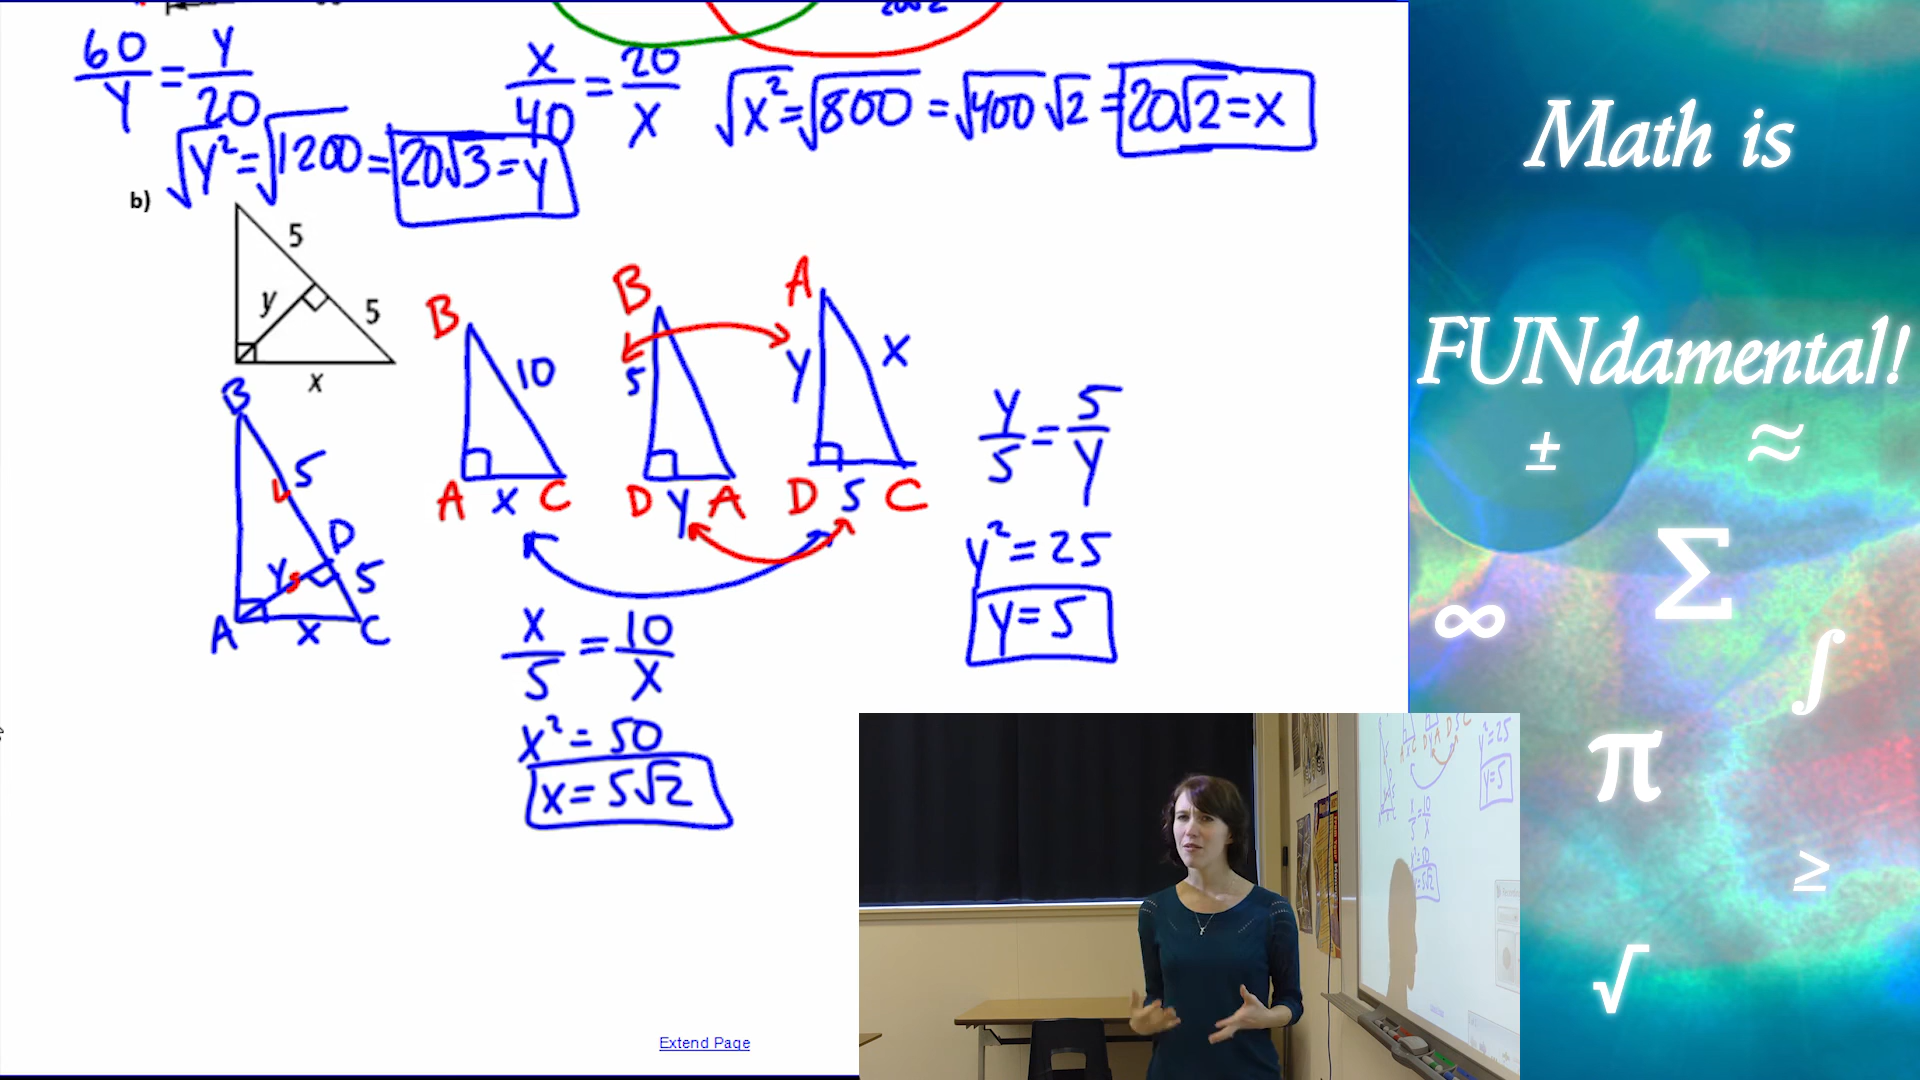 60/Y = Y/20
X/40 = 20/X
√X² = √800 = √400 √2 = 20√2 = X
√Y² = √1200 = 20√3 = Y
b)
5
y
5
x
B
5
D
Y
5
A
X
C
B
10
A
X
C
B
5
D
Y
A
A
Y
X
D
5
C
Y/5 = 5/Y
Y² = 25
Y = 5
X/5 = 10/X
X² = 50
X = 5√2
Extend Page
Math is
FUNdamental!
±
≈
∞
Σ
∫
π
≥
√